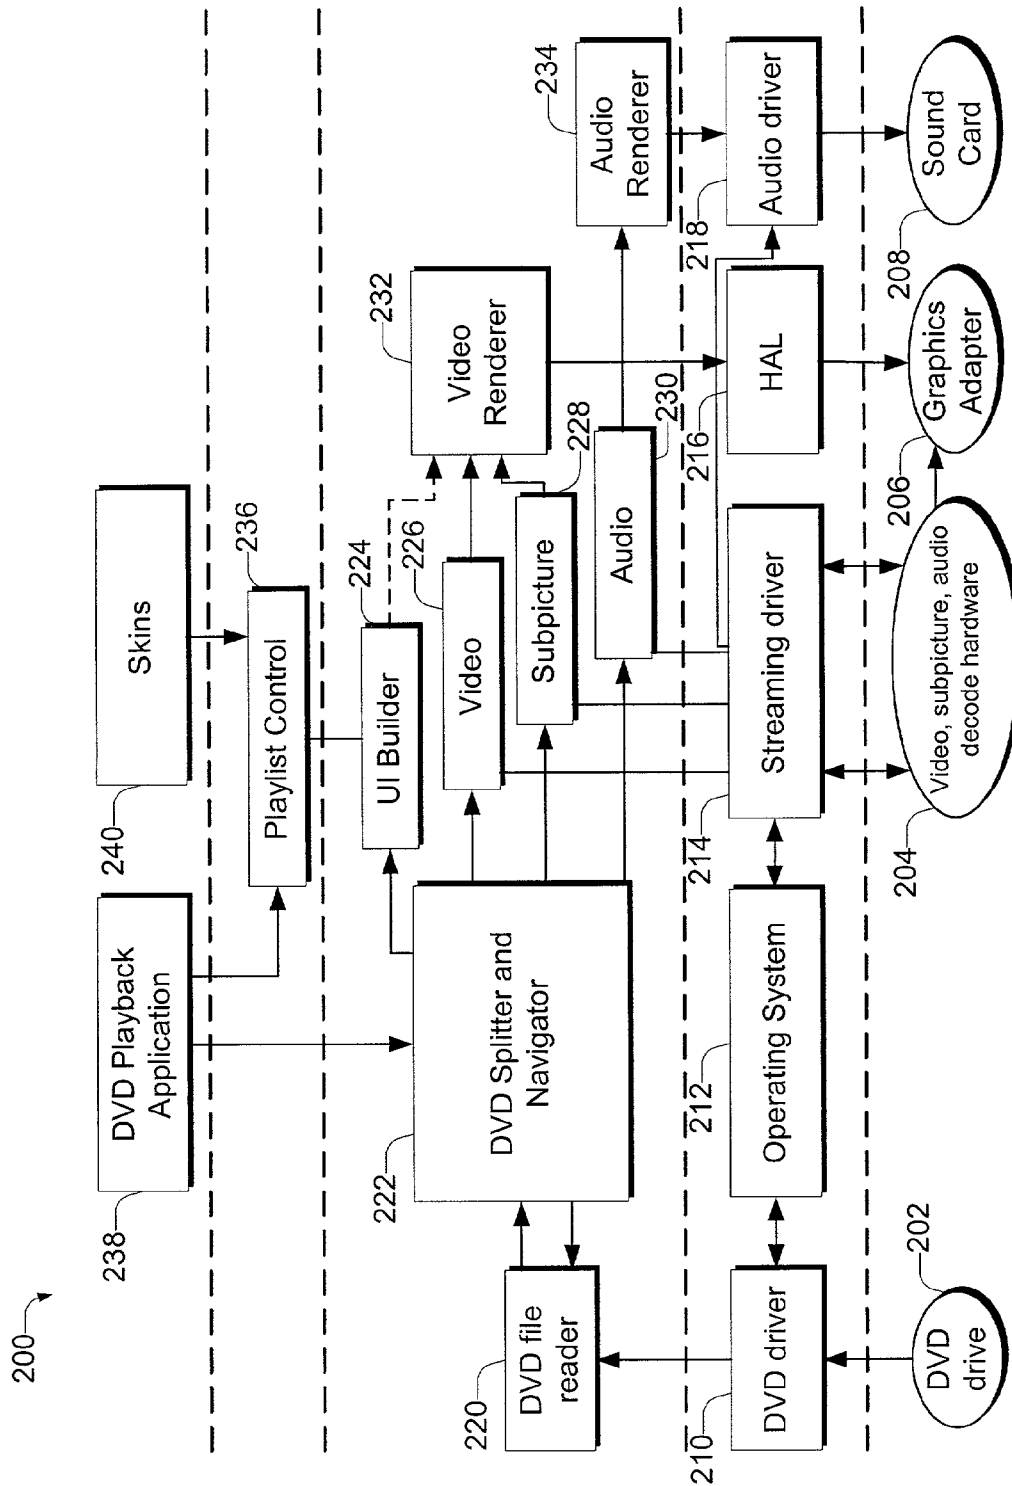 200
238
DVD Playback
Application
240
Skins
236
Playlist Control
224
UI Builder
232
Video
Renderer
222
DVD Splitter and
Navigator
226
Video
228
Subpicture
220
DVD file
reader
230
Audio
234
Audio
Renderer
210
DVD driver
212
Operating System
214
Streaming driver
216
HAL
218
Audio driver
202
DVD
drive
204
Video, subpicture, audio
decode hardware
206
Graphics
Adapter
208
Sound
Card